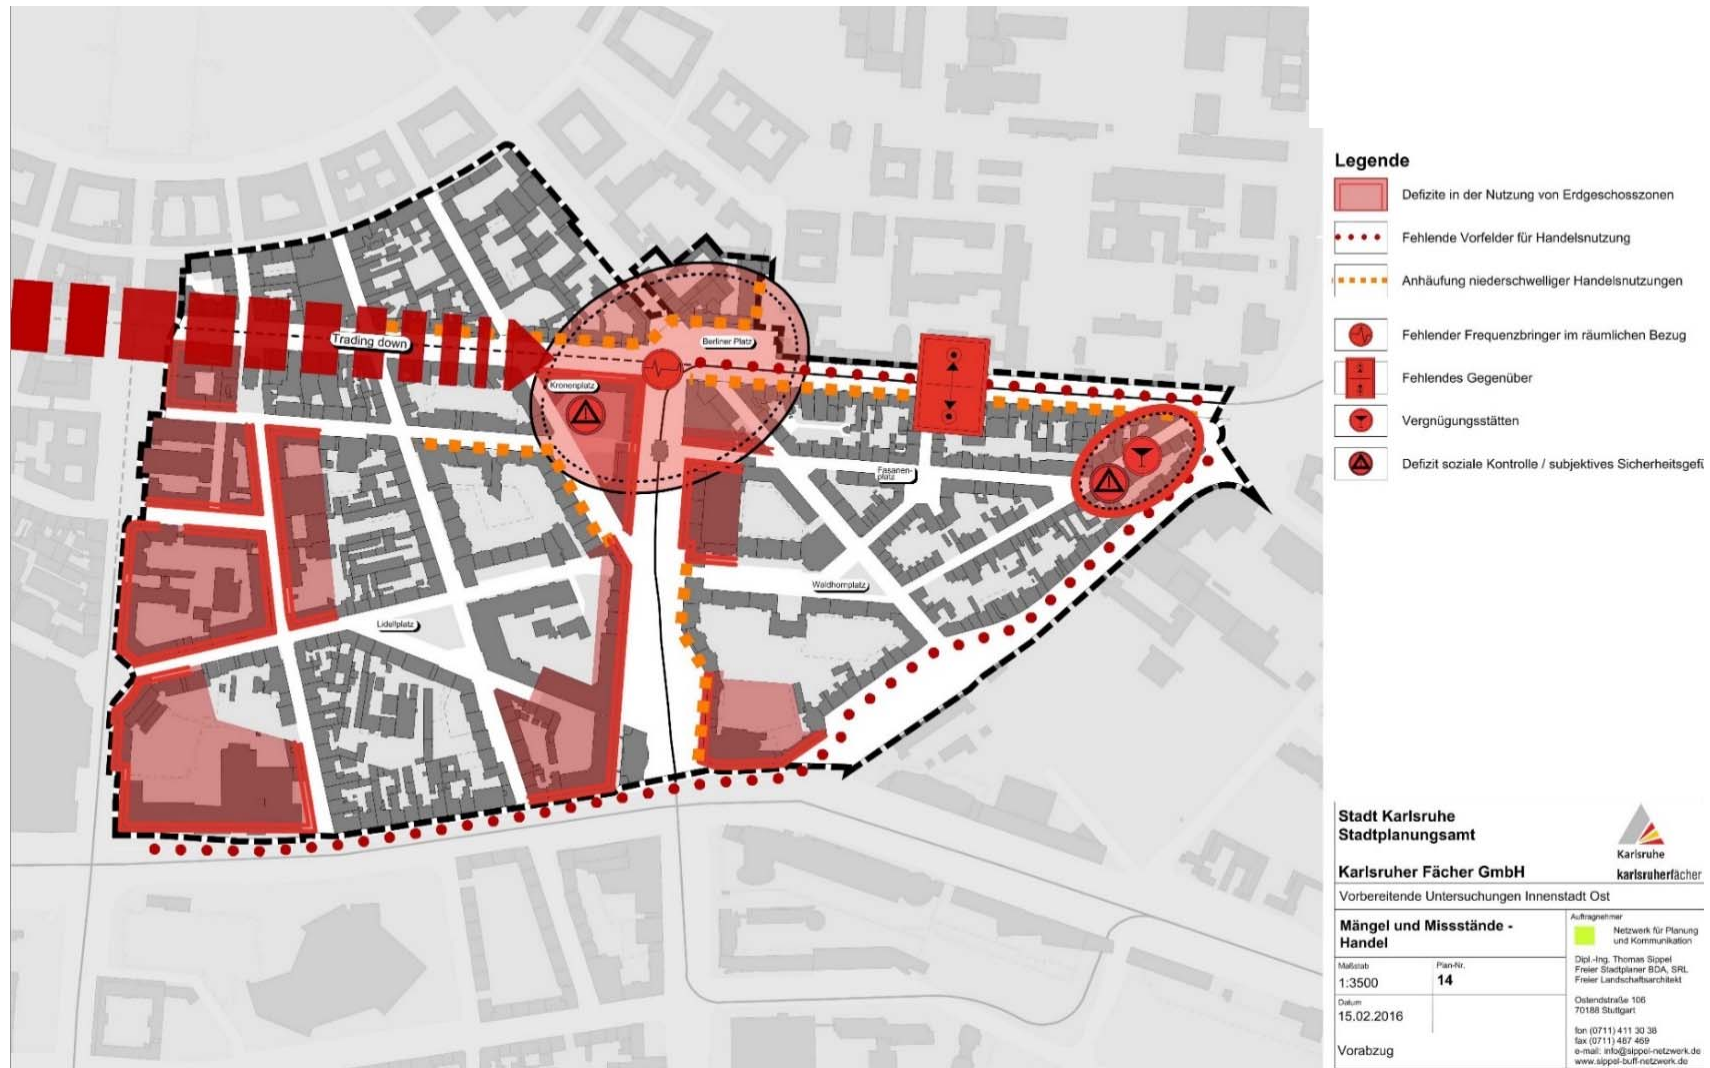 Trading down
Berliner Platz
Kronenplatz
Fasanen-
platz
Waldhornplatz
Lidellplatz
Legende
Defizite in der Nutzung von Erdgeschosszonen
Fehlende Vorfelder für Handelsnutzung
Anhäufung niederschwelliger Handelsnutzungen
Fehlender Frequenzbringer im räumlichen Bezug
Fehlendes Gegenüber
Vergnügungsstätten
Defizit soziale Kontrolle / subjektives Sicherheitsgefü
Stadt Karlsruhe
Stadtplanungsamt
Karlsruhe
Karlsruher Fächer GmbH
karlsruherfächer
Vorbereitende Untersuchungen Innenstadt Ost
Mängel und Missstände -
Handel
Maßstab
1:3500
Plan-Nr.
14
Datum
15.02.2016
Vorabzug
Auftragnehmer
Netzwerk für Planung
und Kommunikation
Dipl.-Ing. Thomas Sippel
Freier Stadtplaner BDA, SRL
Freier Landschaftsarchitekt
Ostendstraße 106
70188 Stuttgart
fon (0711) 411 30 38
fax (0711) 487 469
e-mail: info@sippel-netzwerk.de
www.sippel-buff-netzwerk.de